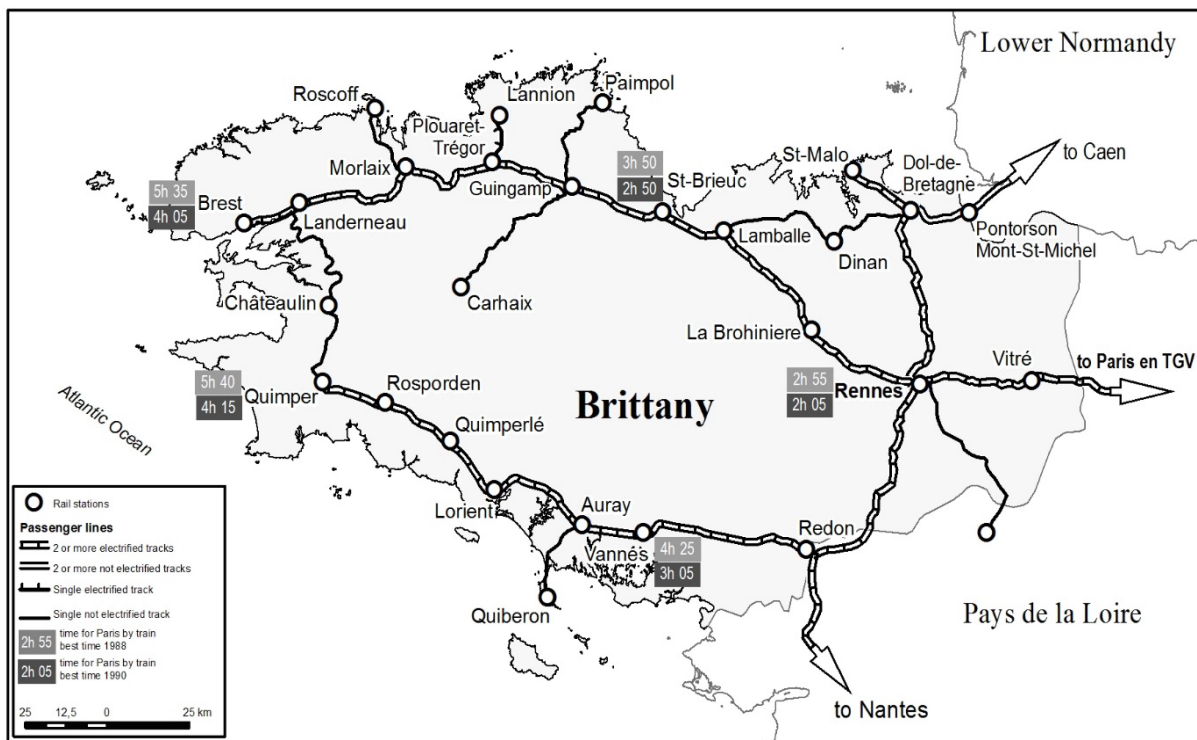 Lower Normandy
Roscoff
Lannion
Paimpol
Plouaret-
Trégor
Morlaix
Guingamp
3h 50
2h 50
St-Brieuc
St-Malo
Dol-de-
Bretagne
to Caen
5h 35
4h 05
Brest
Landerneau
Lamballe
Dinan
Pontorson
Mont-St-Michel
Châteaulin
Carhaix
La Brohiniere
Vitré
to Paris en TGV
5h 40
4h 15
Quimper
Rosporden
Brittany
2h 55
2h 05
Rennes
Atlantic Ocean
Quimperlé
Lorient
Auray
Vannés
4h 25
3h 05
Redon
Quiberon
Pays de la Loire
to Nantes
Rail stations
Passenger lines
2 or more electrified tracks
2 or more not electrified tracks
Single electrified track
Single not electrified track
2h 55 time for Paris by train
best time 1988
2h 05 time for Paris by train
best time 1990
25 12,5 0 25 km